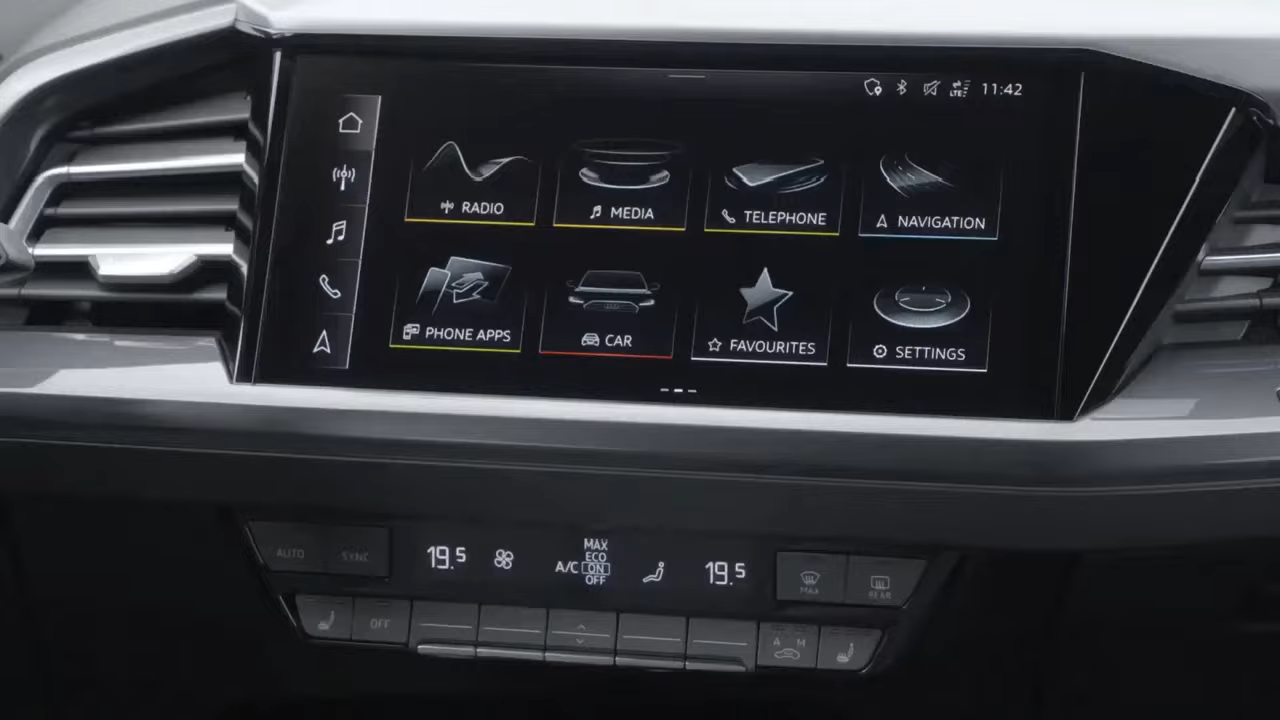 LTE 11:42
RADIO MEDIA TELEPHONE NAVIGATION
PHONE APPS CAR FAVOURITES SETTINGS
AUTO SYNC 19.5 A/C MAX ECO ON OFF 19.5 MAX REAR
OFF A M